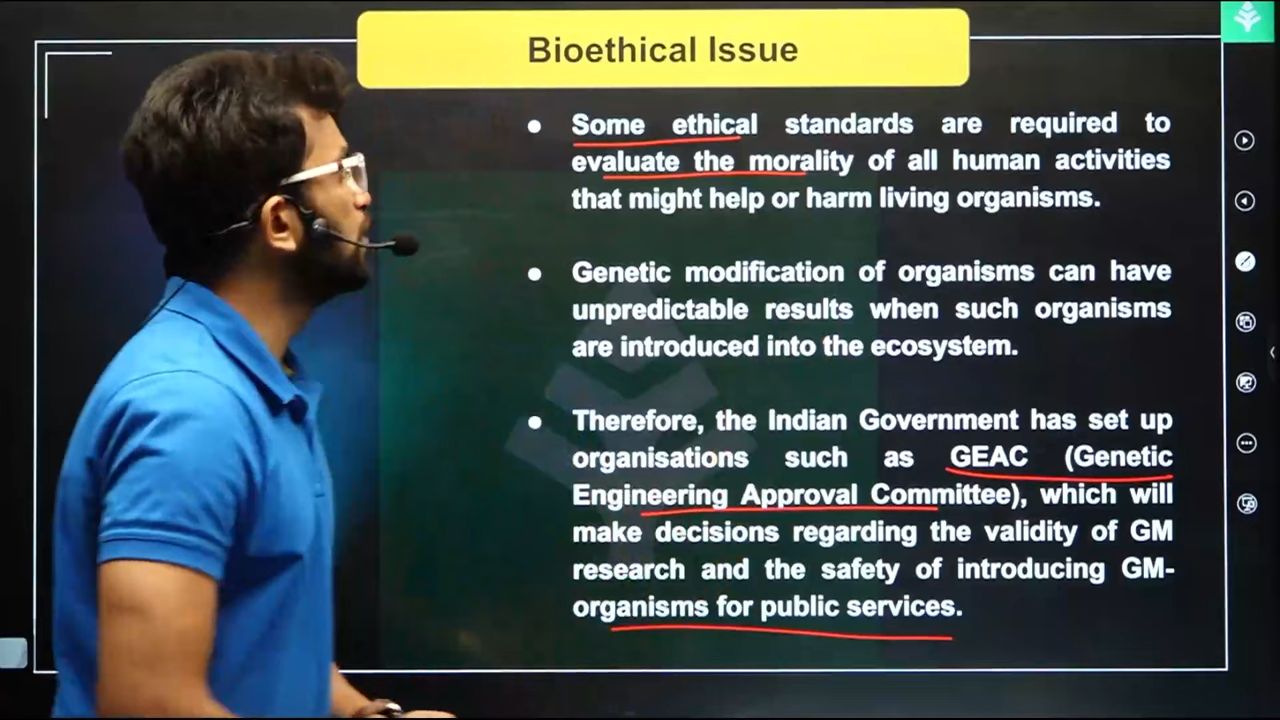 Bioethical Issue
● Some ethical standards are required to
evaluate the morality of all human activities
that might help or harm living organisms.
● Genetic modification of organisms can have
unpredictable results when such organisms
are introduced into the ecosystem.
● Therefore, the Indian Government has set up
organisations such as GEAC (Genetic
Engineering Approval Committee), which will
make decisions regarding the validity of GM
research and the safety of introducing GM-
organisms for public services.